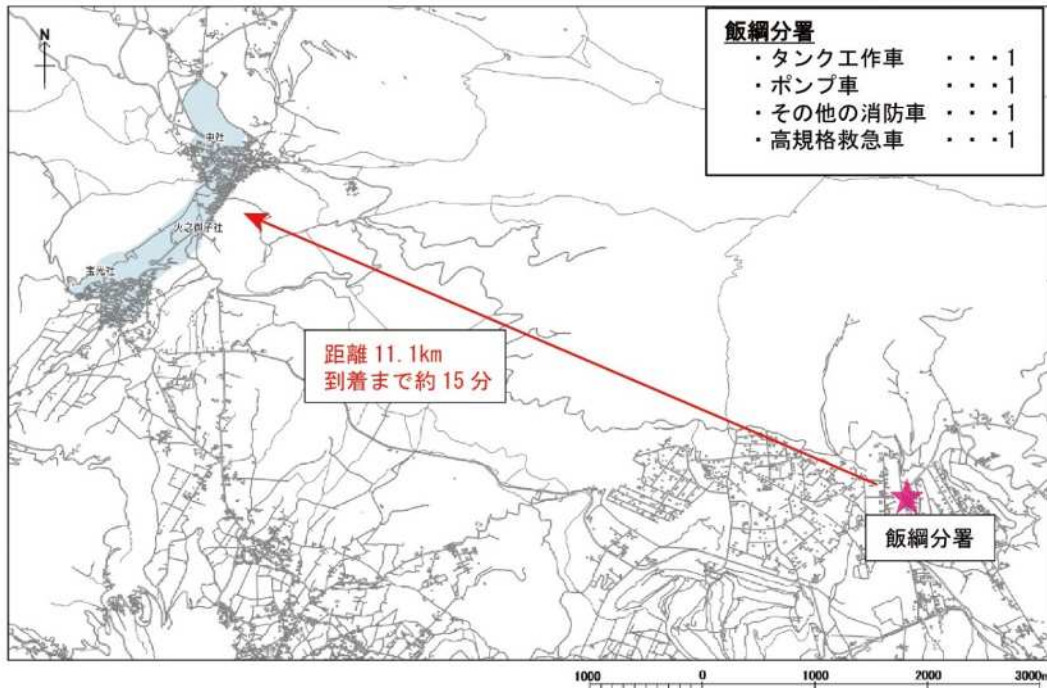 飯綱分署
・タンク工作車 ・・・1
・ポンプ車 ・・・1
・その他の消防車 ・・・1
・高規格救急車 ・・・1
N
中社
火之御子社
宝光社
距離 11.1km
到着まで約 15 分
飯綱分署
1000 0 1000 2000 3000m